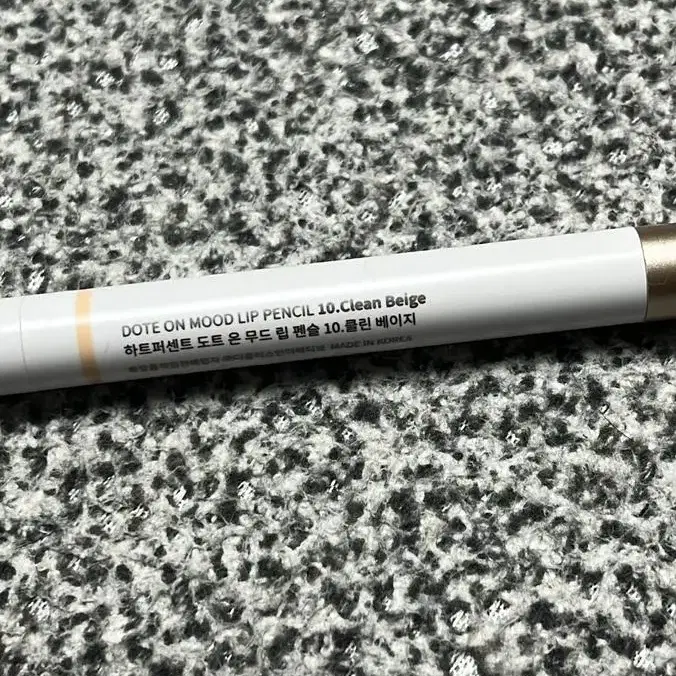 DOTE ON MOOD LIP PENCIL 10.Clean Beige
하트퍼센트 도트 온 무드 립 펜슬 10.클린 베이지
MADE IN KOREA